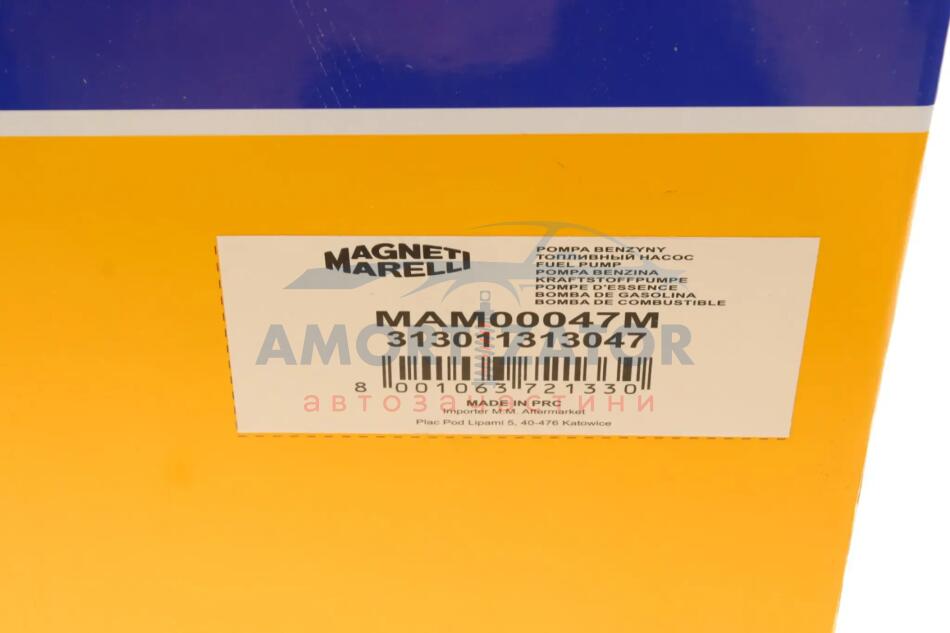 MAGNETI
MARELLI
POMPA BENZYNY
ТОПЛИВНЫЙ НАСОС
FUEL PUMP
POMPA BENZINA
KRAFTSTOFFPUMPE
POMPE D'ESSENCE
BOMBA DE GASOLINA
BOMBA DE COMBUSTIBLE
MAM00047M
313011313047
AMORTIZATOR
8 001063 721330
автозапчастини
MADE IN PRC
Importer M.M. Aftermarket
Plac Pod Lipami 5, 40-476 Katowice